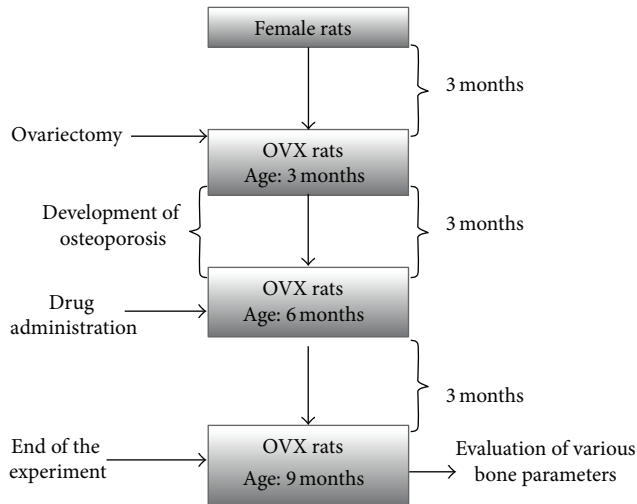 Female rats
3 months
Ovariectomy
OVX rats
Age: 3 months
Development of
osteoporosis
3 months
OVX rats
Age: 6 months
Drug
administration
3 months
End of the
experiment
OVX rats
Age: 9 months
Evaluation of various
bone parameters